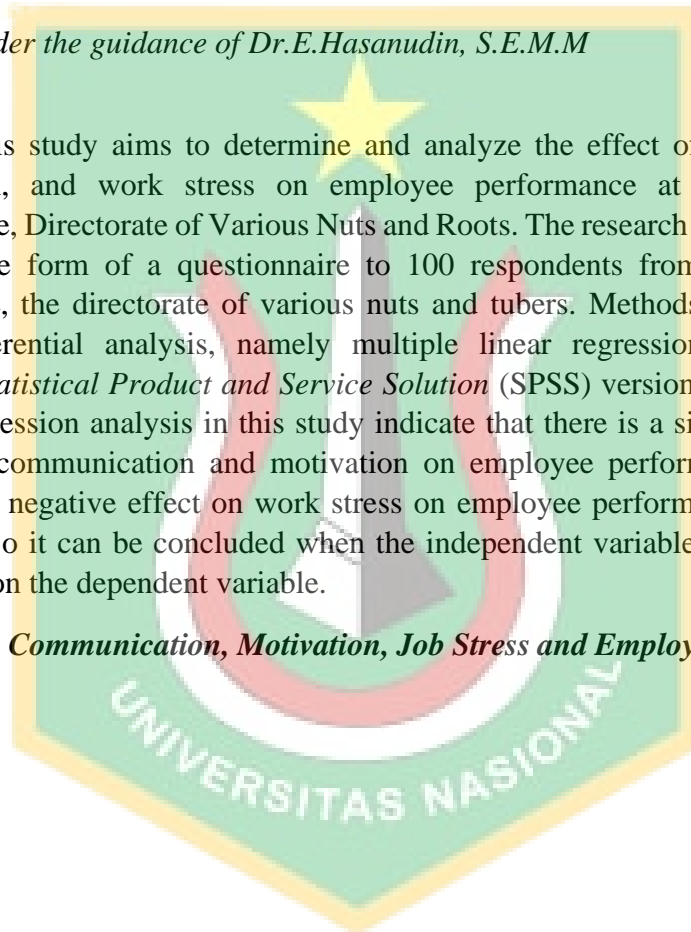 der the guidance of Dr.E.Hasanudin, S.E.M.M
is study aims to determine and analyze the effect of
, and work stress on employee performance at
e, Directorate of Various Nuts and Roots. The research
e form of a questionnaire to 100 respondents from
, the directorate of various nuts and tubers. Methods
erential analysis, namely multiple linear regression
atistical Product and Service Solution (SPSS) version
ession analysis in this study indicate that there is a si
communication and motivation on employee perform
negative effect on work stress on employee perform
o it can be concluded when the independent variable
on the dependent variable.
Communication, Motivation, Job Stress and Employ
UNIVERSITAS NASIONAL